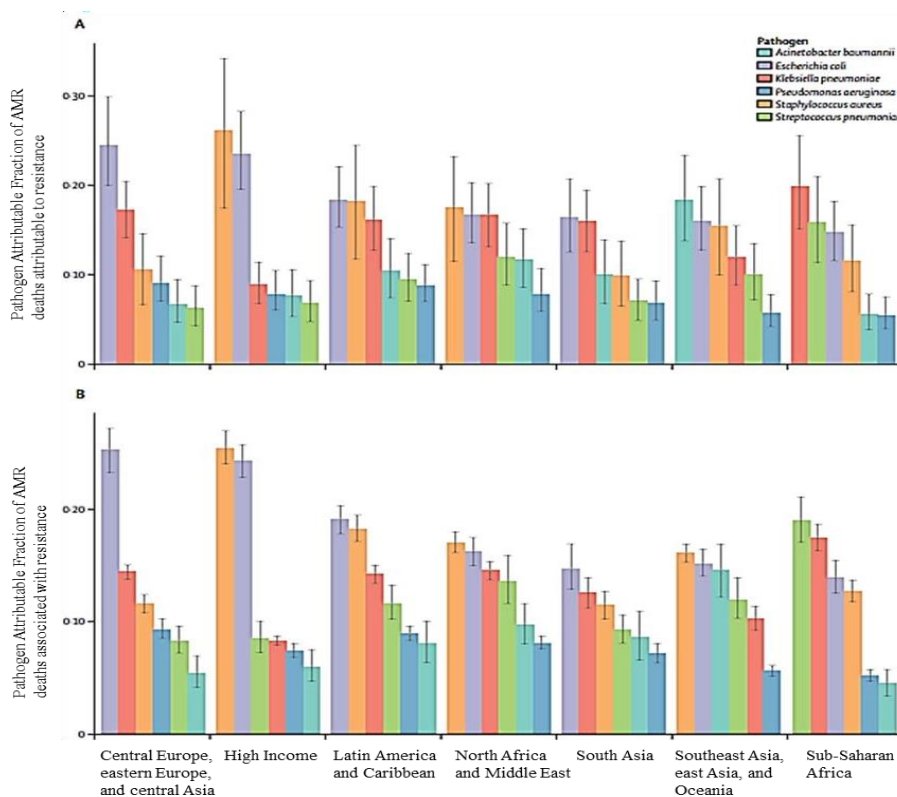 A
Pathogen
Acinetobacter baumannii
Escherichia coli
Klebsiella pneumoniae
Pseudomonas aeruginosa
Staphylococcus aureus
Streptococcus pneumonia
Pathogen Attributable Fraction of AMR
deaths attributable to resistance
0·30
0·20
0·10
0
B
Pathogen Attributable Fraction of AMR
deaths associated with resistance
0·20
0·10
0
Central Europe,
eastern Europe,
and central Asia
High Income
Latin America
and Caribbean
North Africa
and Middle East
South Asia
Southeast Asia,
east Asia, and
Oceania
Sub-Saharan
Africa